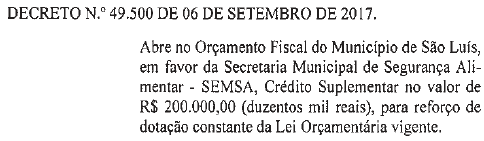 DECRETO N.º 49.500 DE 06 DE SETEMBRO DE 2017.
Abre no Orçamento Fiscal do Município de São Luís,
em favor da Secretaria Municipal de Segurança Ali-
mentar - SEMSA, Crédito Suplementar no valor de
R$ 200.000,00 (duzentos mil reais), para reforço de
dotação constante da Lei Orçamentária vigente.